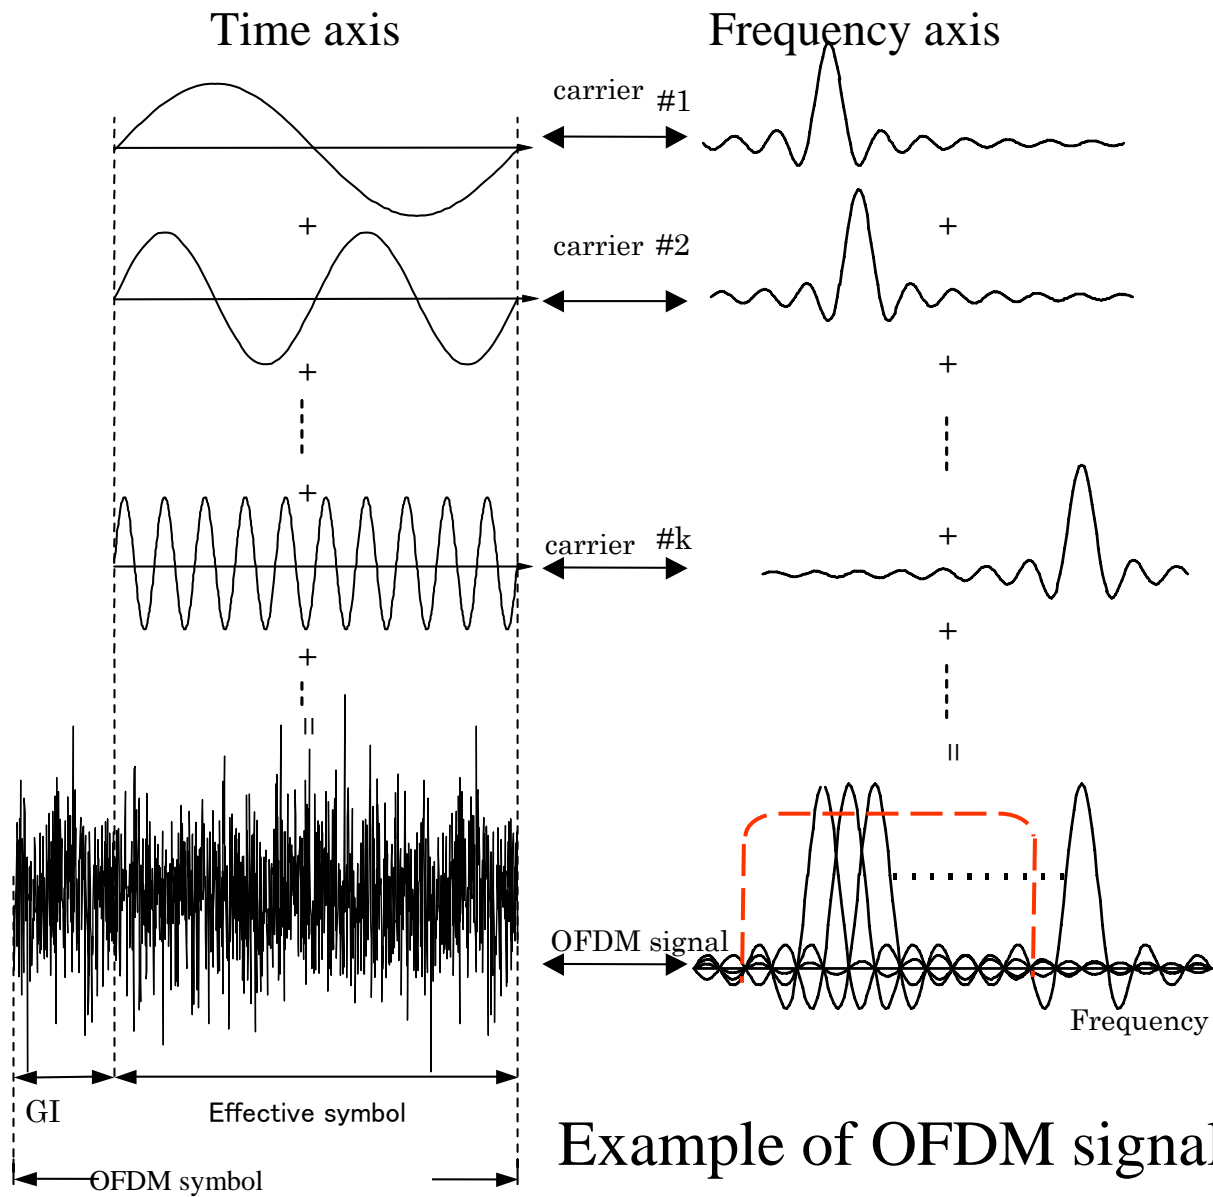 Time axis
Frequency axis
carrier #1
+
+
carrier #2
+
+
+
carrier #k
+
+
+
=
=
OFDM signal
Frequency
GI
Effective symbol
OFDM symbol
Example of OFDM signal